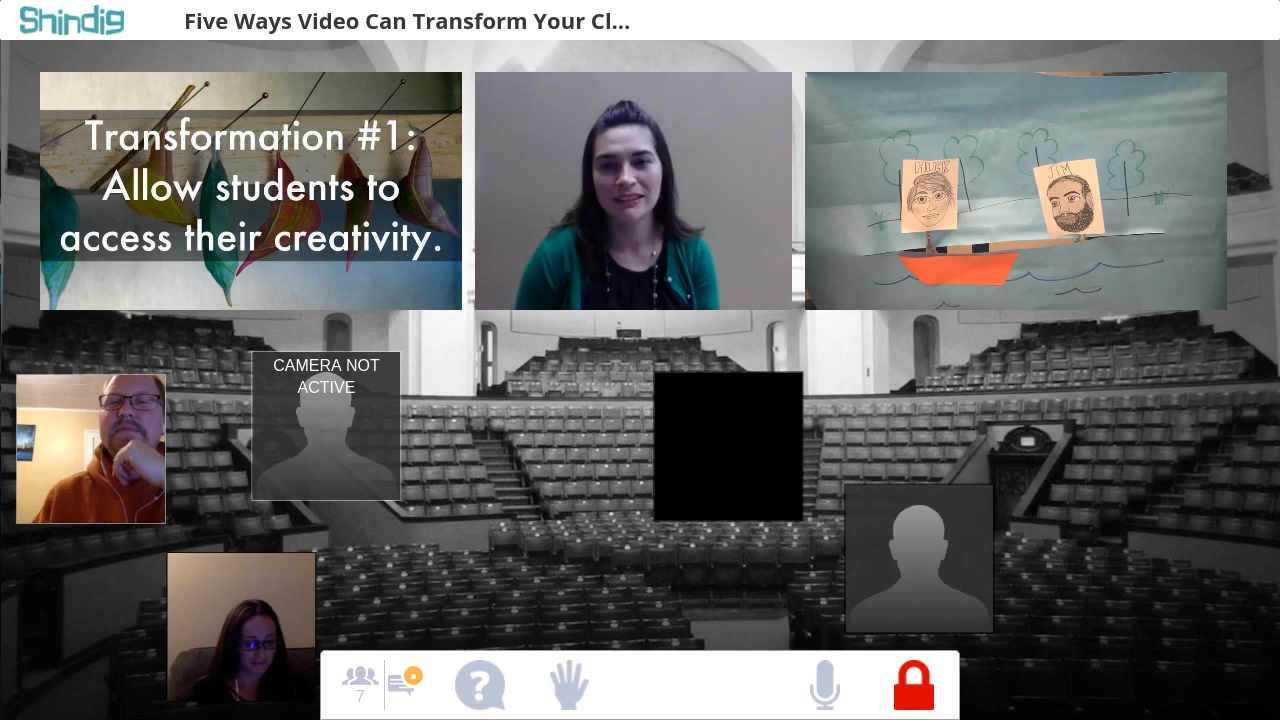 Shindig
Five Ways Video Can Transform Your Cl...
Transformation #1:
Allow students to
access their creativity.
JIM
CAMERA NOT
ACTIVE
7